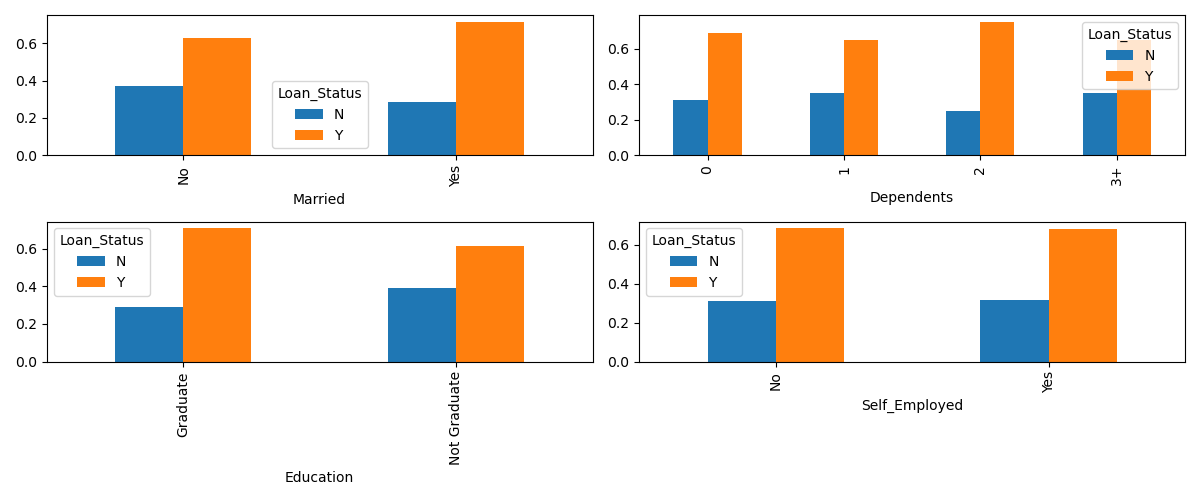 0.6
0.4
0.2
0.0
Loan_Status
N
Y
No
Yes
Married
0.6
0.4
0.2
0.0
Loan_Status
N
Y
0
1
2
3+
Dependents
0.6
0.4
0.2
0.0
Loan_Status
N
Y
Graduate
Not Graduate
Education
0.6
0.4
0.2
0.0
Loan_Status
N
Y
No
Yes
Self_Employed